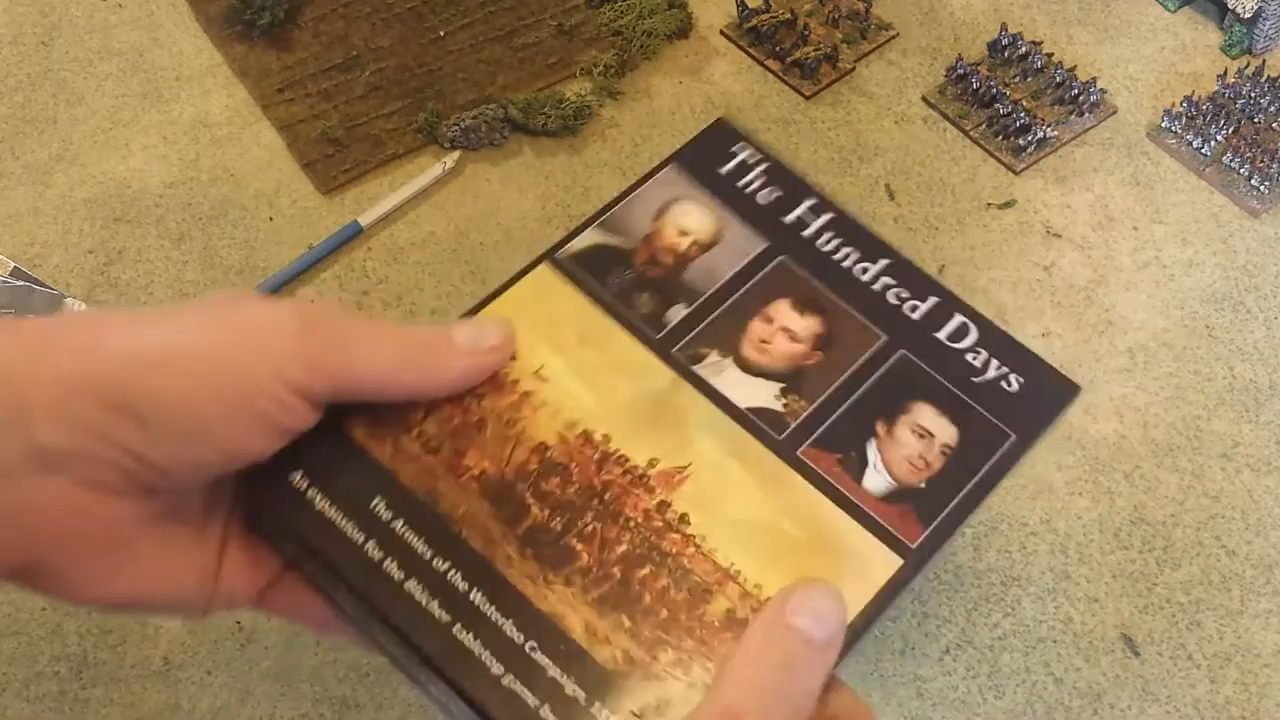 The Hundred Days
The Armies of the Waterloo Campaign,
An expansion for the Blücher tabletop game